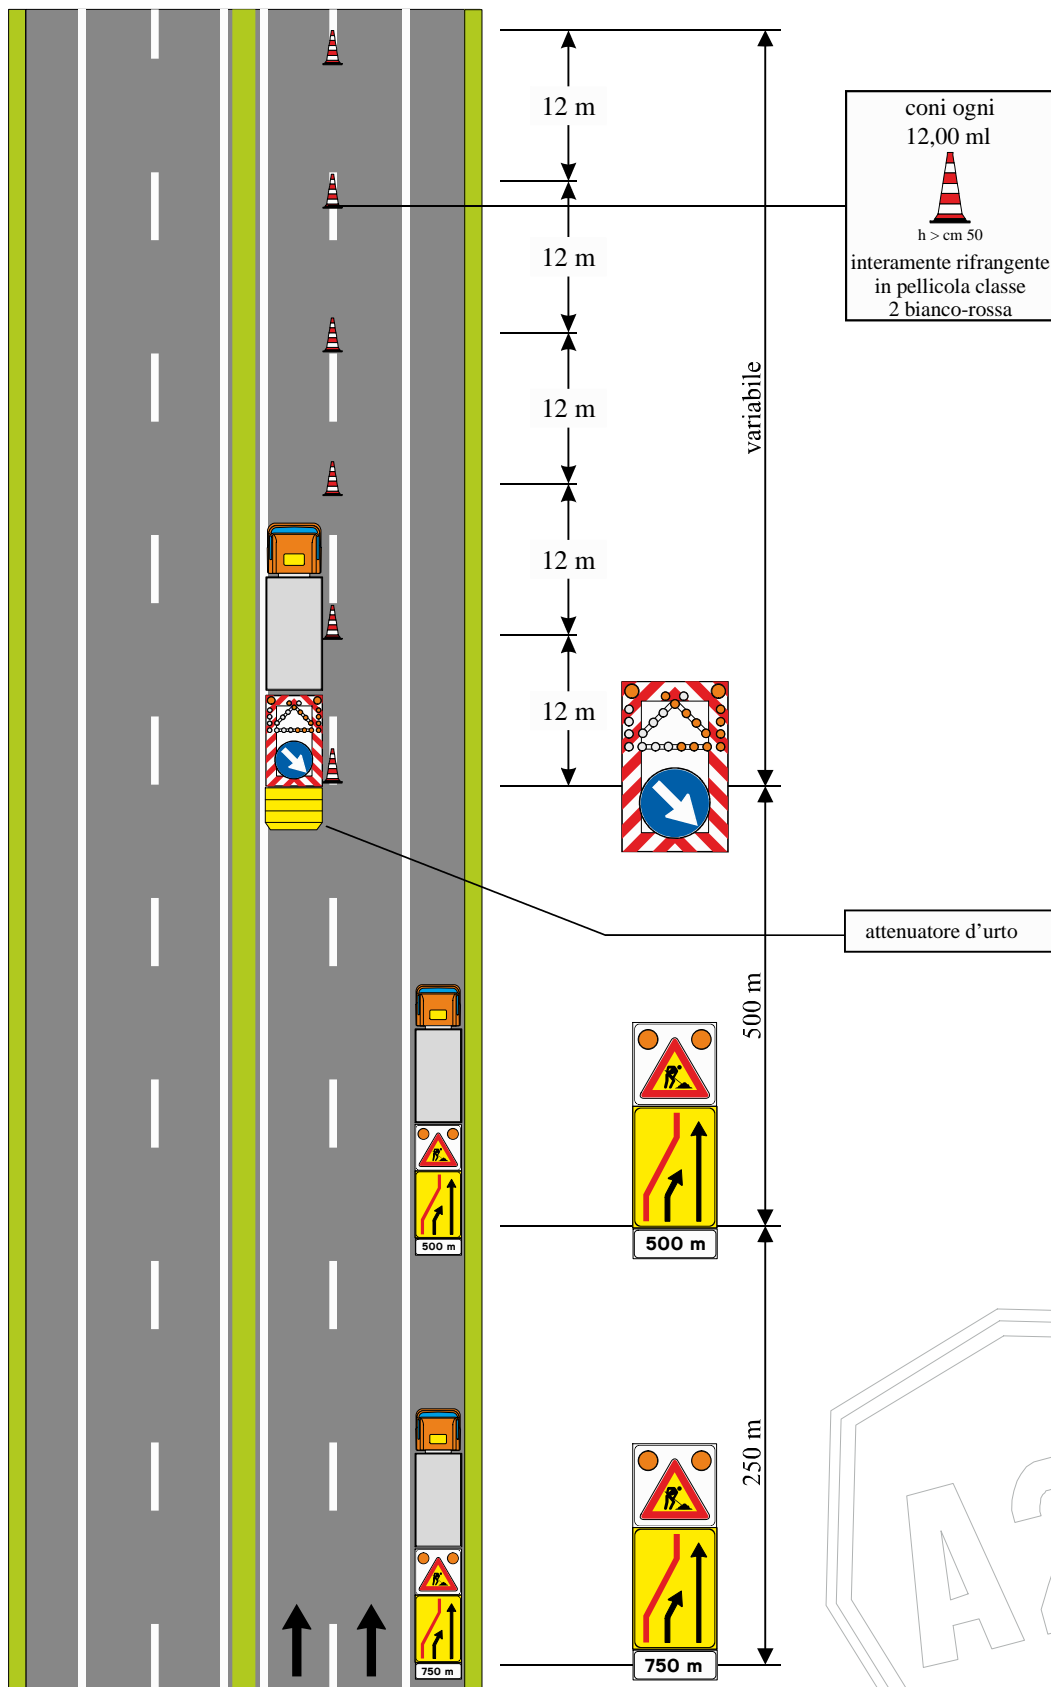 12 m
coni ogni
12,00 ml
h > cm 50
interamente rifrangente
in pellicola classe
2 bianco-rossa
12 m
12 m
variabile
12 m
12 m
attenuatore d'urto
500 m
500 m
500 m
250 m
750 m
750 m
A2